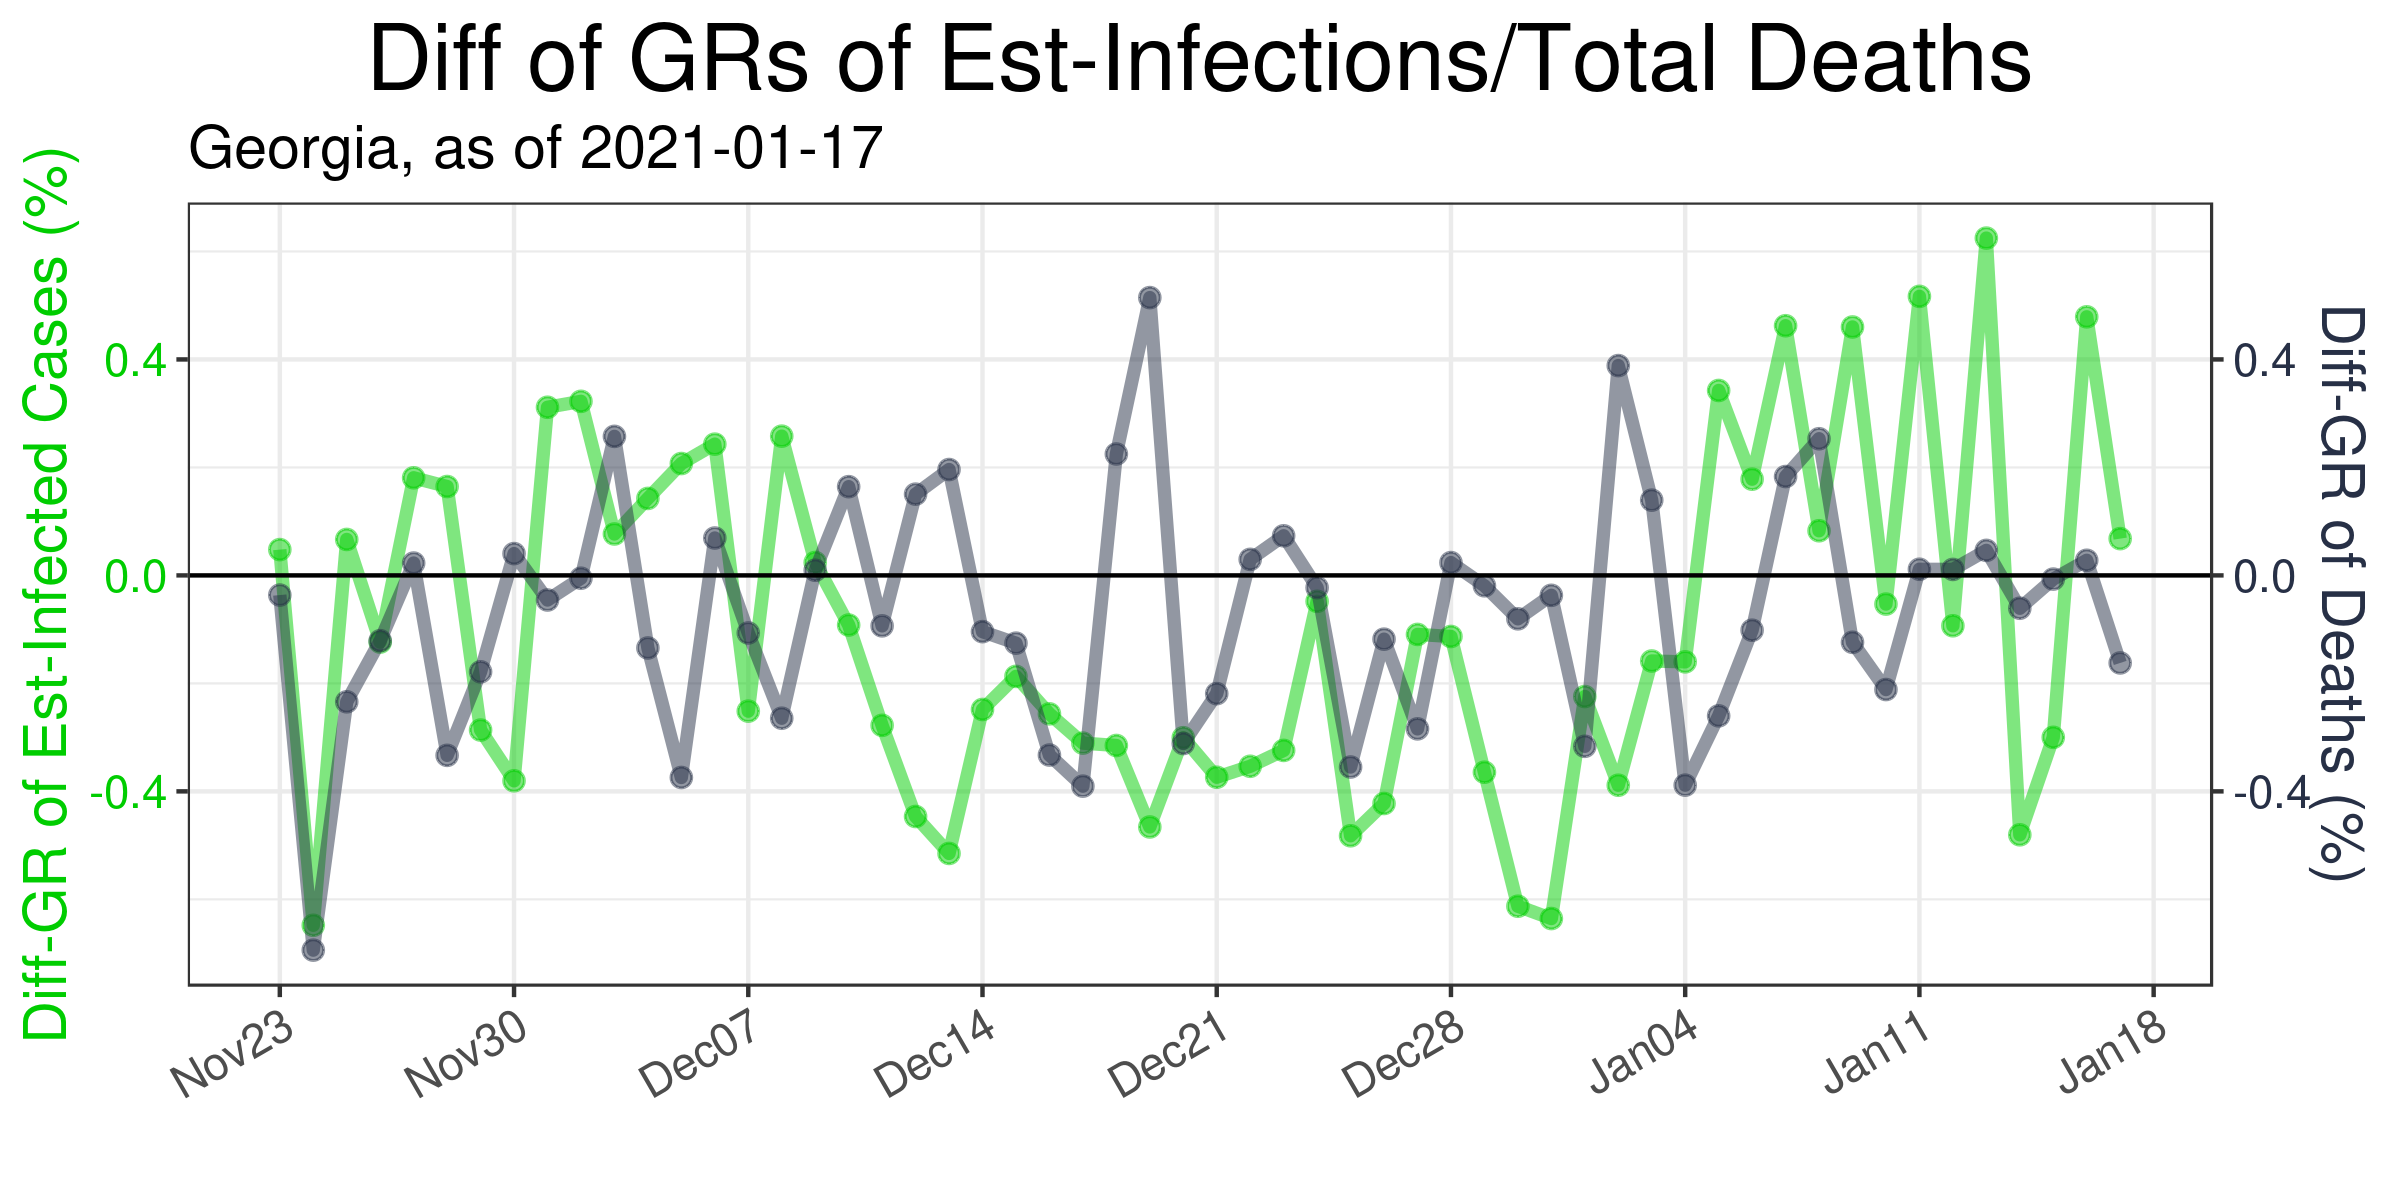 Diff of GRs of Est-Infections/Total Deaths
Georgia, as of 2021-01-17
Diff-GR of Est-Infected Cases (%)
0.4
0.0
-0.4
0.4
0.0
-0.4
Diff-GR of Deaths (%)
Nov23
Nov30
Dec07
Dec14
Dec21
Dec28
Jan04
Jan11
Jan18